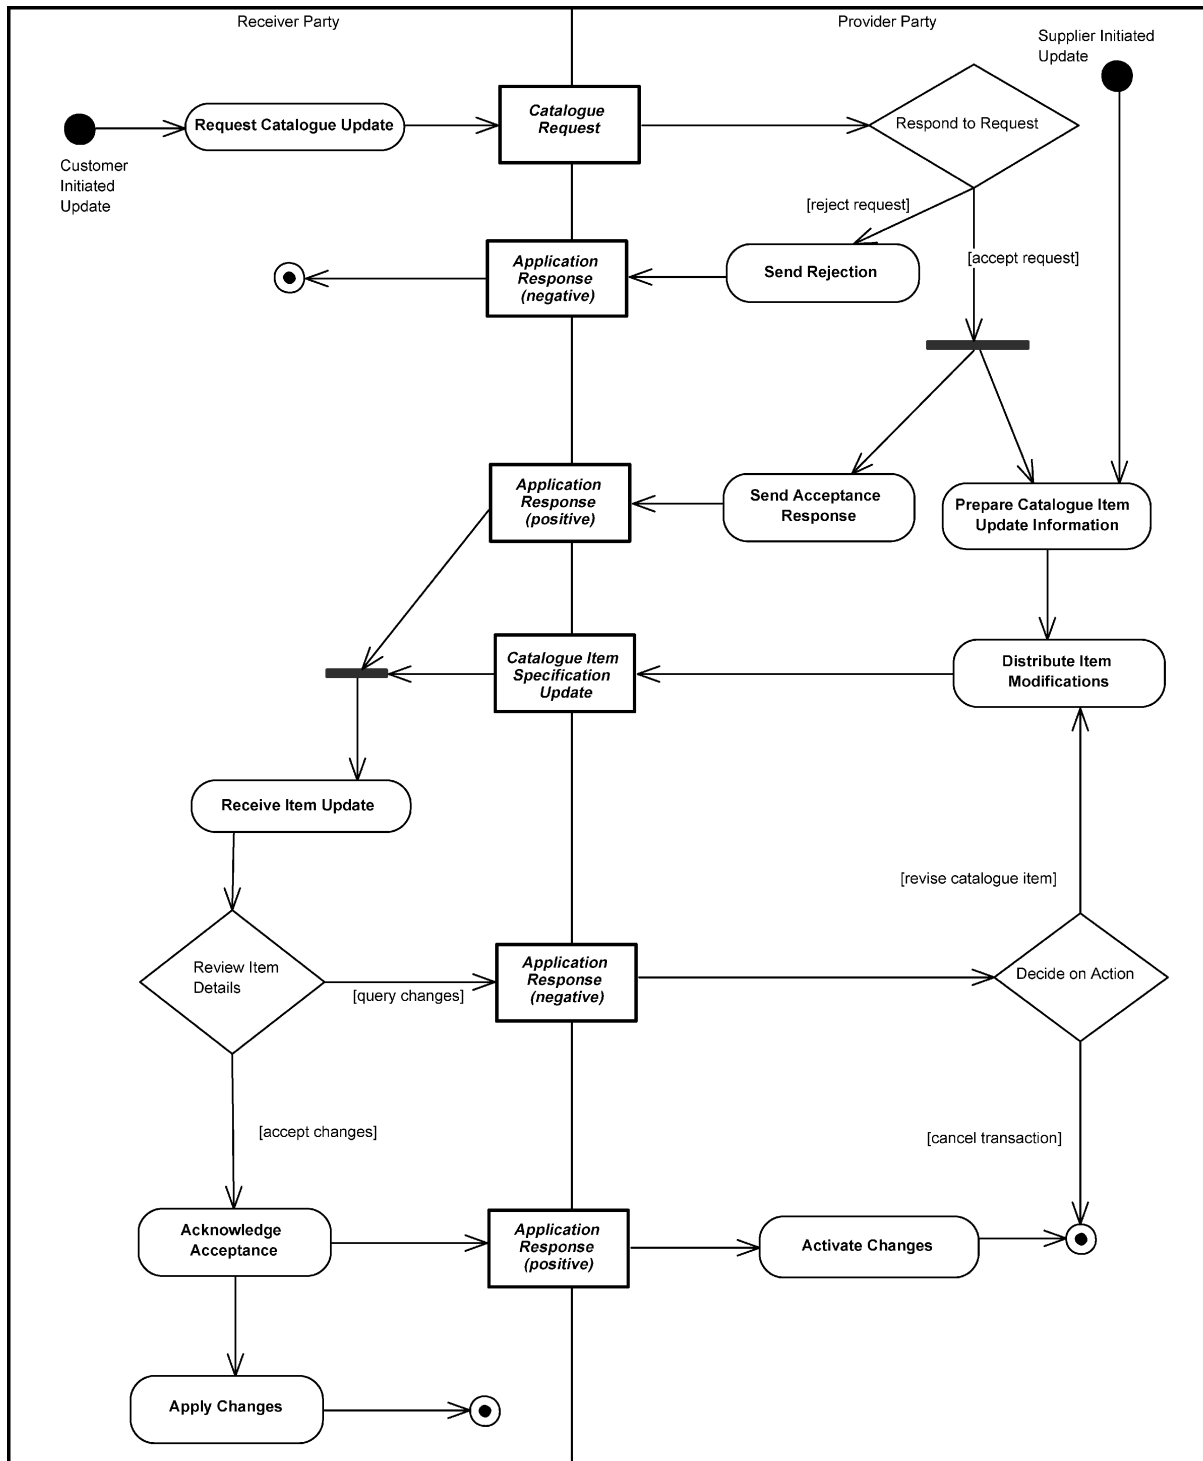 Receiver Party
Provider Party
Supplier Initiated
Update
Customer
Initiated
Update
Request Catalogue Update
Catalogue
Request
Respond to Request
[reject request]
[accept request]
Application
Response
(negative)
Send Rejection
Application
Response
(positive)
Send Acceptance
Response
Prepare Catalogue Item
Update Information
Catalogue Item
Specification
Update
Distribute Item
Modifications
Receive Item Update
[revise catalogue item]
Review Item
Details
[query changes]
Application
Response
(negative)
Decide on Action
[accept changes]
[cancel transaction]
Acknowledge
Acceptance
Application
Response
(positive)
Activate Changes
Apply Changes